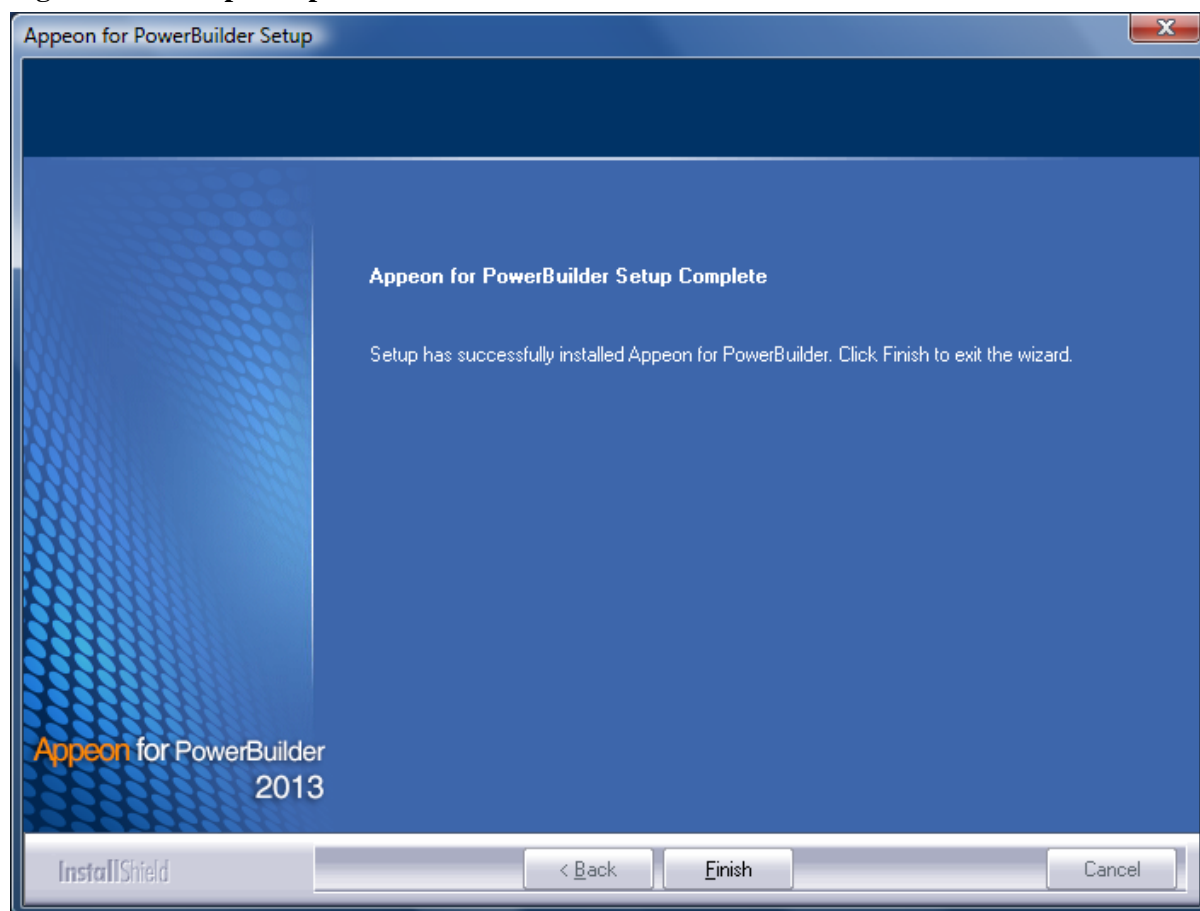 Appeon for PowerBuilder Setup
Appeon for PowerBuilder Setup Complete
Setup has successfully installed Appeon for PowerBuilder. Click Finish to exit the wizard.
Appeon for PowerBuilder
2013
InstallShield
< Back
Finish
Cancel